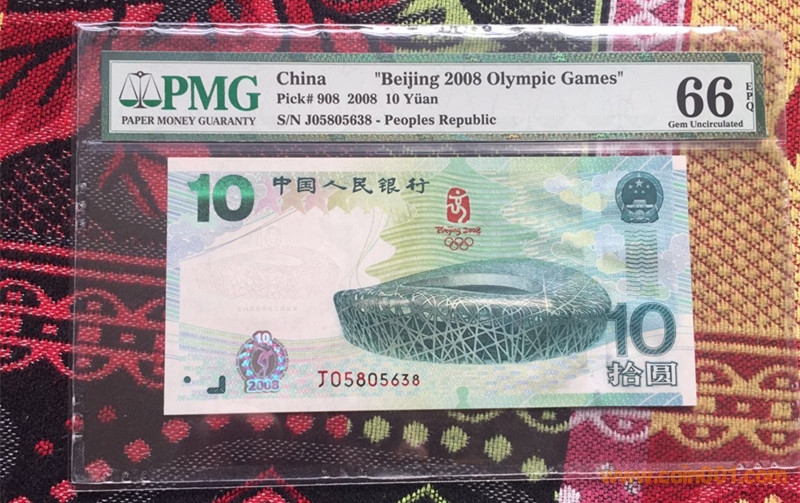 PMG
PAPER MONEY GUARANTY
China "Beijing 2008 Olympic Games"
Pick# 908 2008 10 Yüan
S/N J05805638 - Peoples Republic
66
EPQ
Gem Uncirculated
10
中国人民银行
Beijing 2008
10
2008
J05805638
10
拾圆